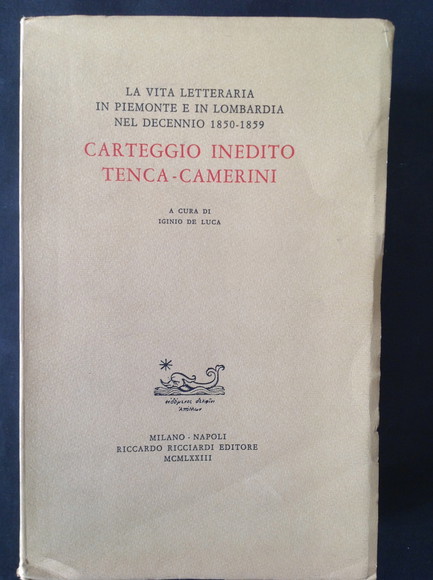 LA VITA LETTERARIA
IN PIEMONTE E IN LOMBARDIA
NEL DECENNIO 1850-1859
CARTEGGIO INEDITO
TENCA-CAMERINI
A CURA DI
IGINIO DE LUCA
MILANO - NAPOLI
RICCARDO RICCIARDI EDITORE
MCMLXXIII